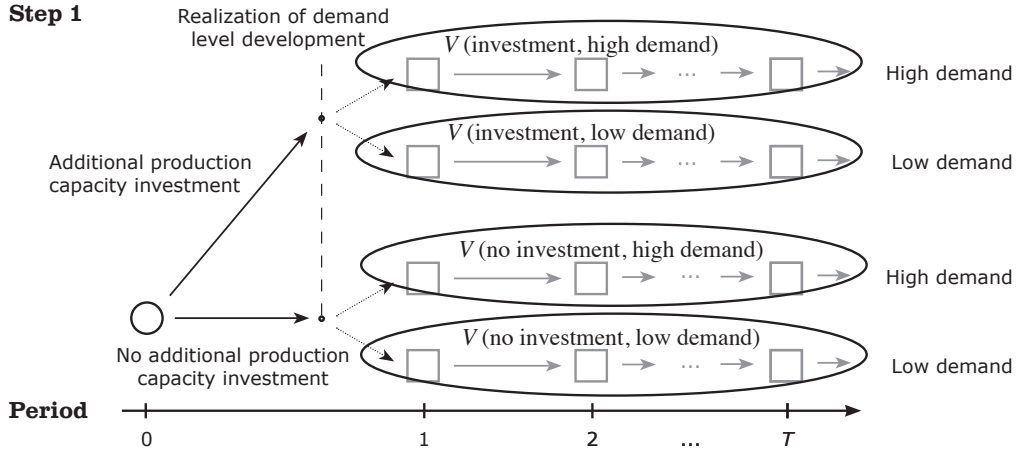 Step 1
Realization of demand
level development
V (investment, high demand)
...
High demand
V (investment, low demand)
...
Low demand
Additional production
capacity investment
V (no investment, high demand)
...
High demand
No additional production
capacity investment
V (no investment, low demand)
...
Low demand
Period
0 1 2 ... T